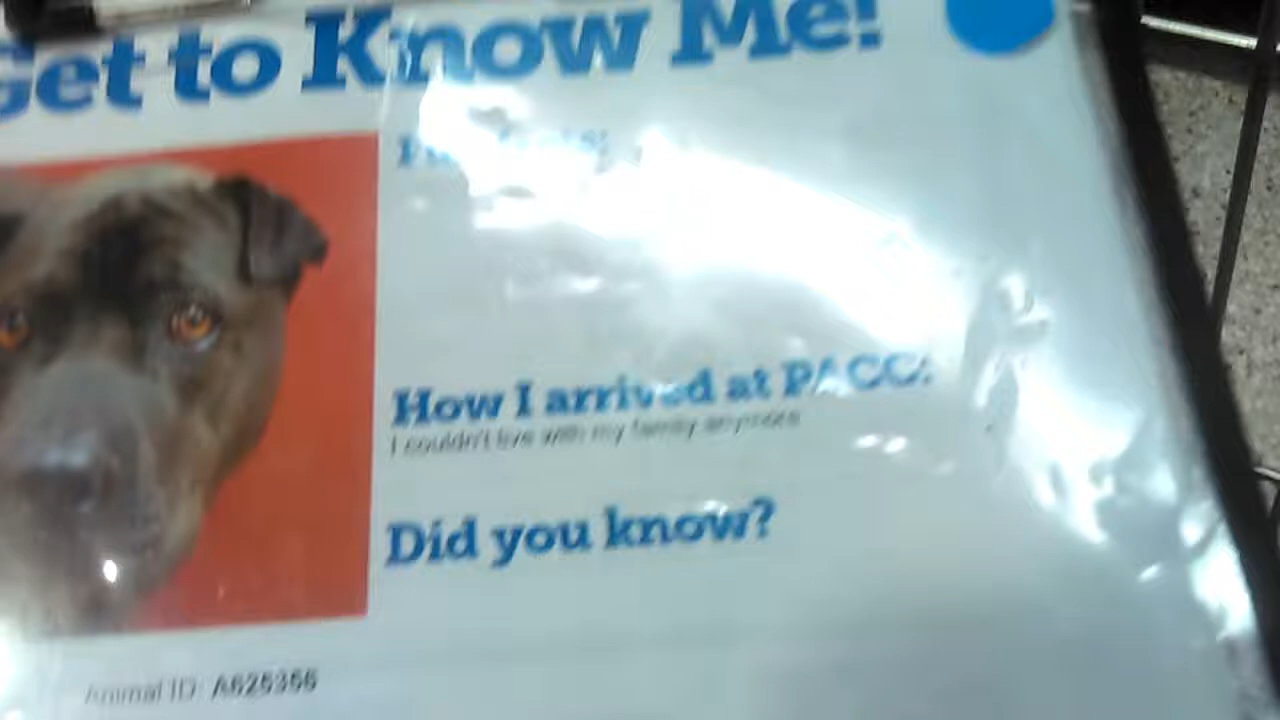 Get to Know Me!
How I arrived at PACC:
I couldn't live with my family anymore
Did you know?
Animal ID: A625356